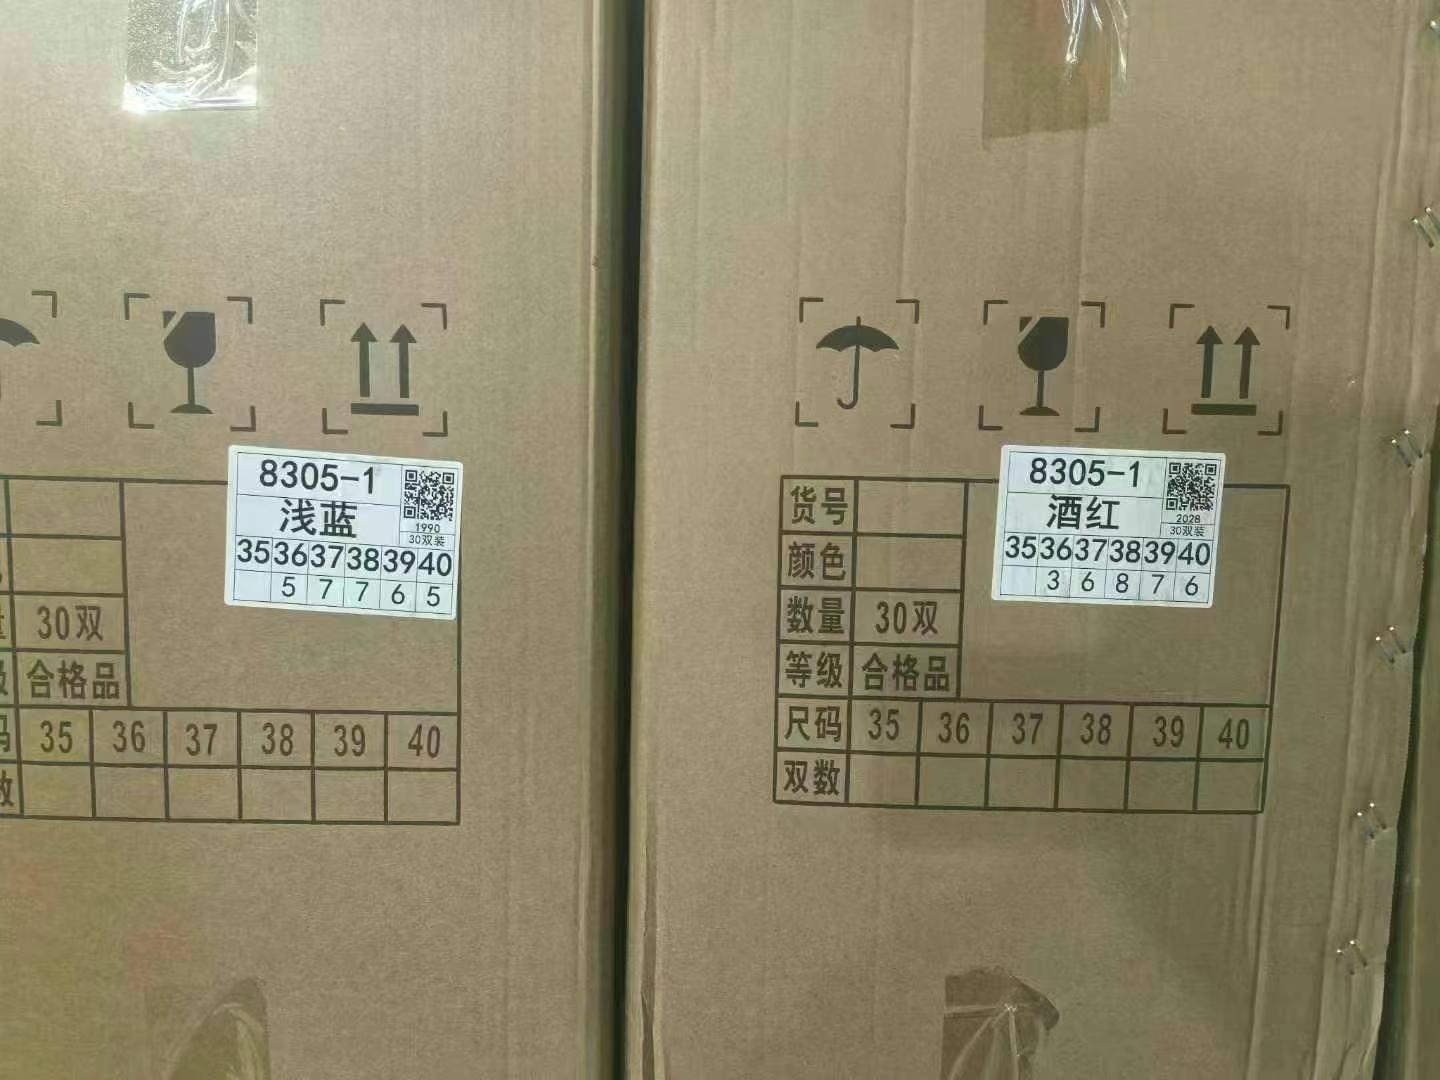 8305-1
浅蓝
1990
30双装
35 36 37 38 39 40
5 7 7 6 5
30双
合格品
35 36 37 38 39 40
8305-1
酒红
2028
30双装
35 36 37 38 39 40
3 6 8 7 6
货号
颜色
数量 30双
等级 合格品
尺码 35 36 37 38 39 40
双数